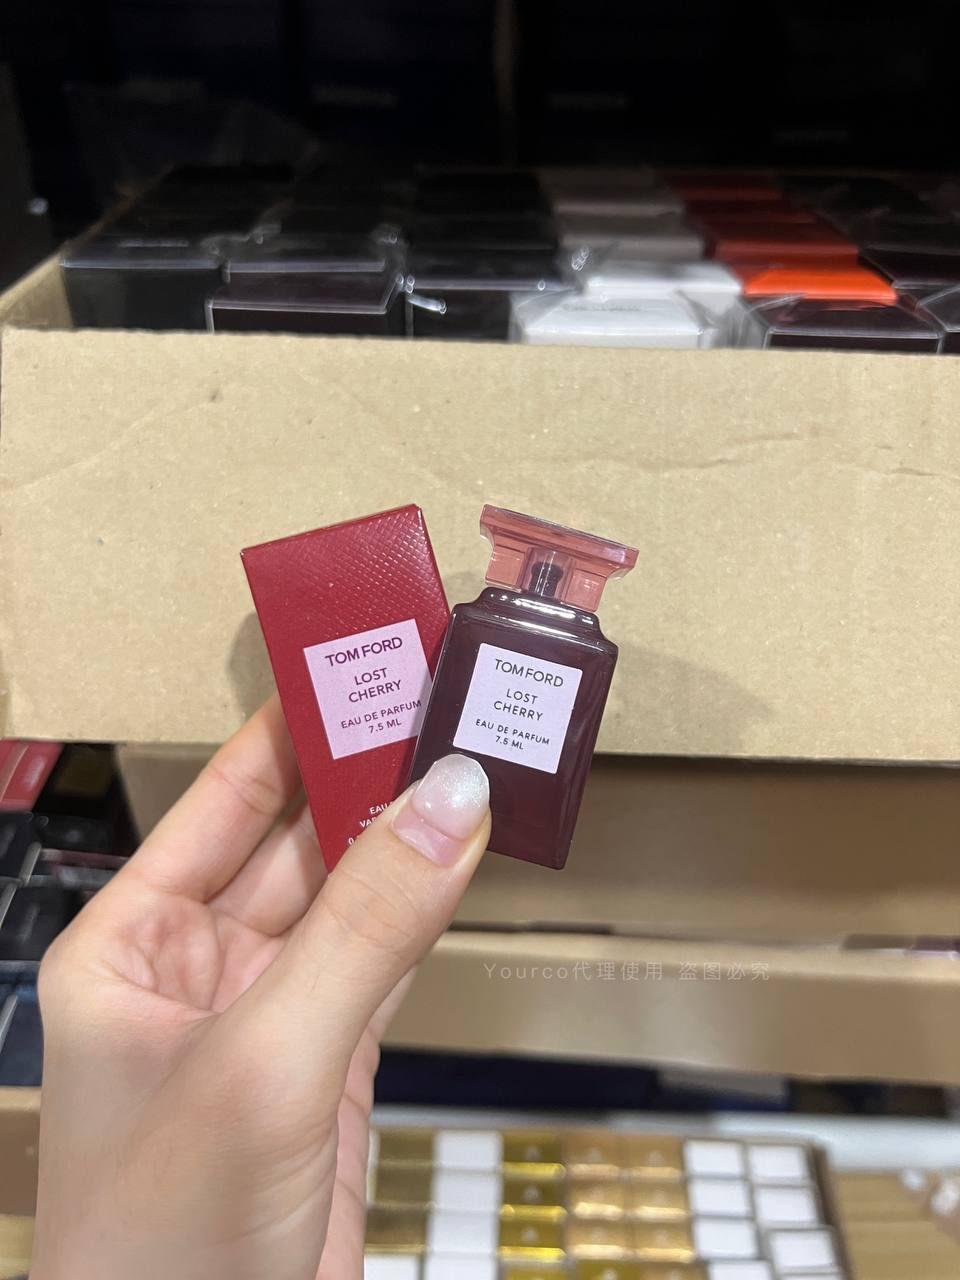 TOM FORD
LOST
CHERRY
EAU DE PARFUM
7.5 ML
EAU
TOM FORD
LOST
CHERRY
EAU DE PARFUM
7.5 ML
Yourco代理使用 盗图必究